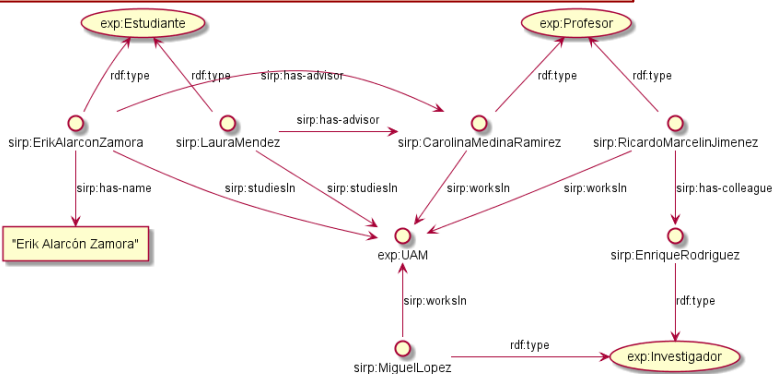 exp:Estudiante
exp:Profesor
rdf:type
rdf:type
sirp:has-advisor
rdf:type
rdf:type
sirp:has-advisor
sirp:ErikAlarconZamora
sirp:LauraMendez
sirp:CarolinaMedinaRamirez
sirp:RicardoMarcelinJimenez
sirp:has-name
sirp:studiesIn
sirp:studiesIn
sirp:worksIn
sirp:worksIn
sirp:has-colleague
"Erik Alarcón Zamora"
exp:UAM
sirp:EnriqueRodriguez
sirp:worksIn
rdf:type
rdf:type
sirp:MiguelLopez
exp:Investigador